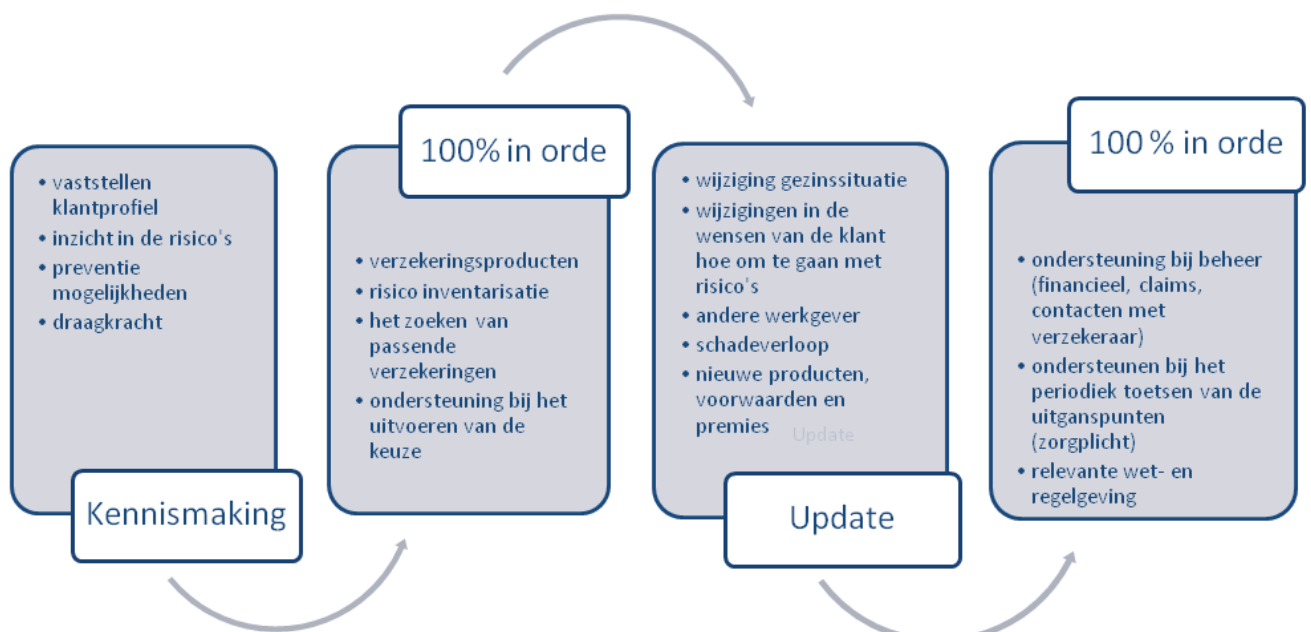 • vaststellen
klantprofiel
• inzicht in de risico's
• preventie
mogelijkheden
• draagkracht
Kennismaking
100% in orde
• verzekeringsproducten
• risico inventarisatie
• het zoeken van
passende
verzekeringen
• ondersteuning bij het
uitvoeren van de
keuze
• wijziging gezinssituatie
• wijzigingen in de
wensen van de klant
hoe om te gaan met
risico's
• andere werkgever
• schadeverloop
• nieuwe producten,
voorwaarden en
premies
Update
Update
100 % in orde
• ondersteuning bij beheer
(financieel, claims,
contacten met
verzekeraar)
• ondersteunen bij het
periodiek toetsen van de
uitganspunten
(zorgplicht)
• relevante wet- en
regelgeving